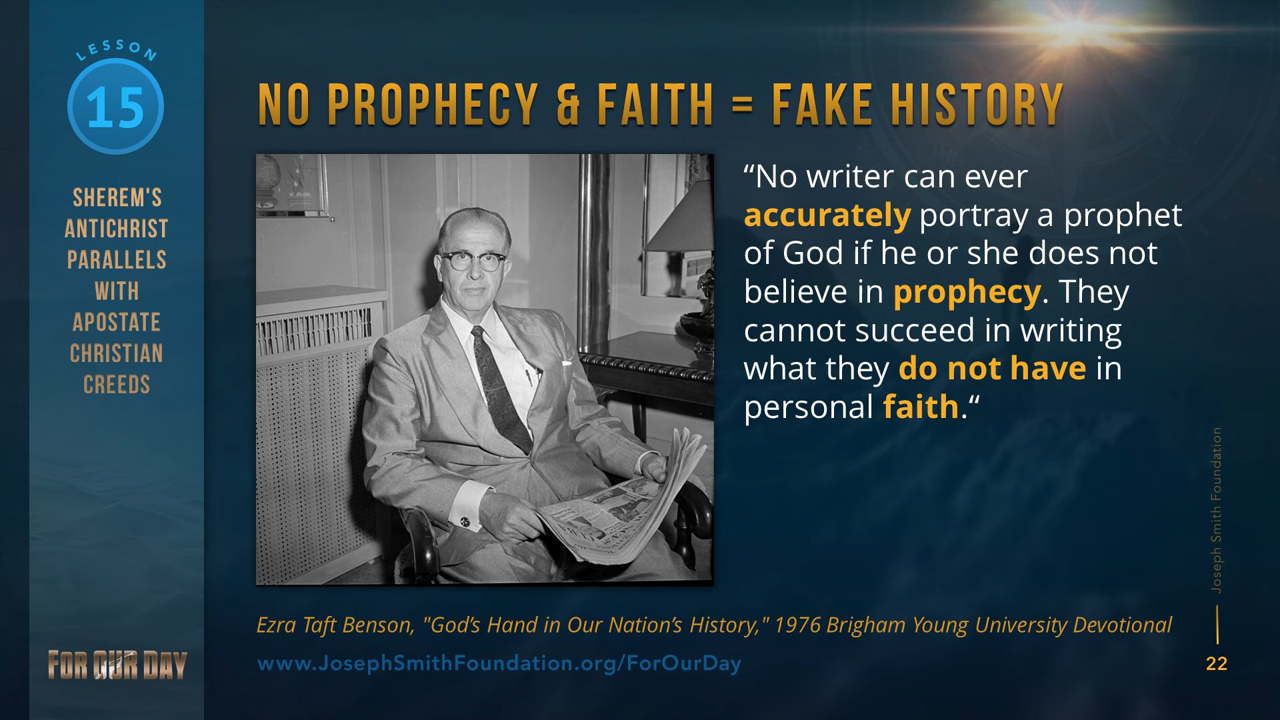 LESSON
15
SHEREM'S
ANTICHRIST
PARALLELS
WITH
APOSTATE
CHRISTIAN
CREEDS
FOR OUR DAY
NO PROPHECY & FAITH = FAKE HISTORY
“No writer can ever
accurately portray a prophet
of God if he or she does not
believe in prophecy. They
cannot succeed in writing
what they do not have in
personal faith.“
Ezra Taft Benson, "God’s Hand in Our Nation’s History," 1976 Brigham Young University Devotional
www.JosephSmithFoundation.org/ForOurDay
Joseph Smith Foundation
22